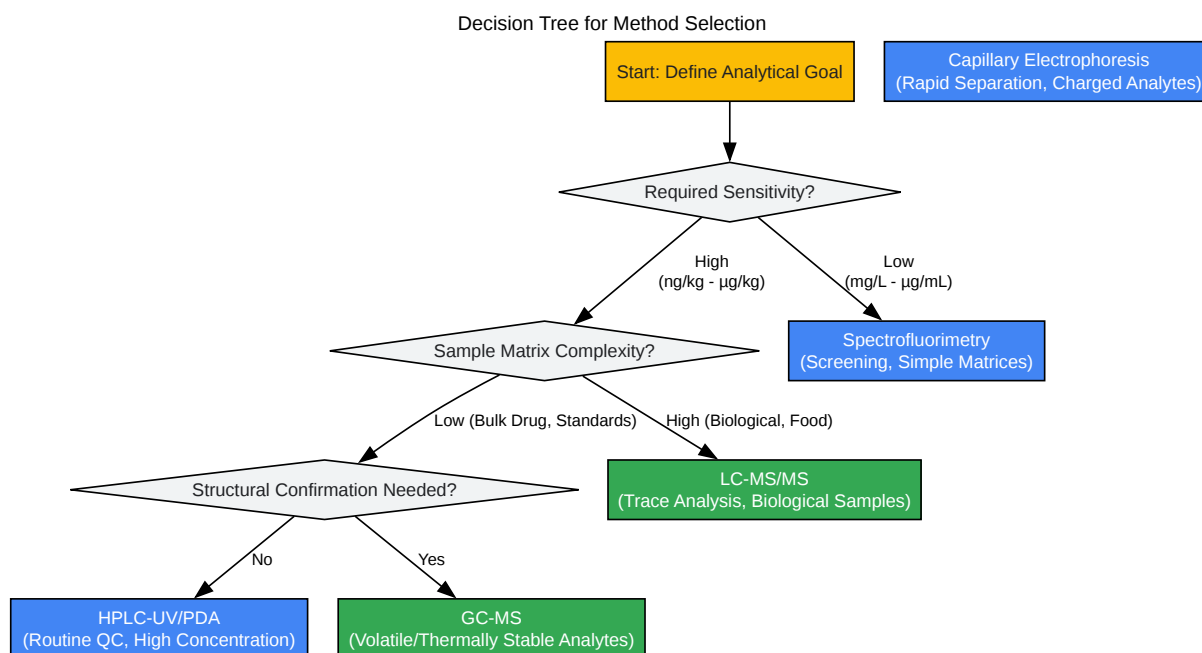 Decision Tree for Method Selection
Start: Define Analytical Goal
Capillary Electrophoresis
(Rapid Separation, Charged Analytes)
Required Sensitivity?
High
(ng/kg - µg/kg)
Low
(mg/L - µg/mL)
Sample Matrix Complexity?
Spectrofluorimetry
(Screening, Simple Matrices)
Low (Bulk Drug, Standards)
High (Biological, Food)
Structural Confirmation Needed?
LC-MS/MS
(Trace Analysis, Biological Samples)
No
Yes
HPLC-UV/PDA
(Routine QC, High Concentration)
GC-MS
(Volatile/Thermally Stable Analytes)